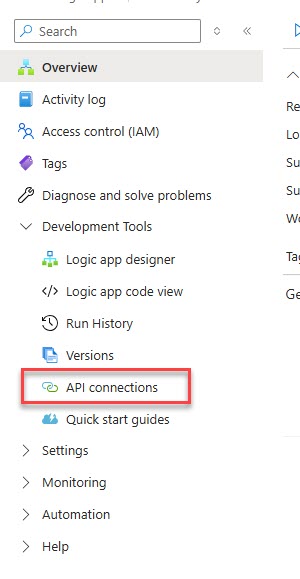 Search
Overview
Activity log
Access control (IAM)
Tags
Diagnose and solve problems
Development Tools
Logic app designer
Logic app code view
Run History
Versions
API connections
Quick start guides
Settings
Monitoring
Automation
Help
Re
Lo
Su
Su
We
Ta
Ge